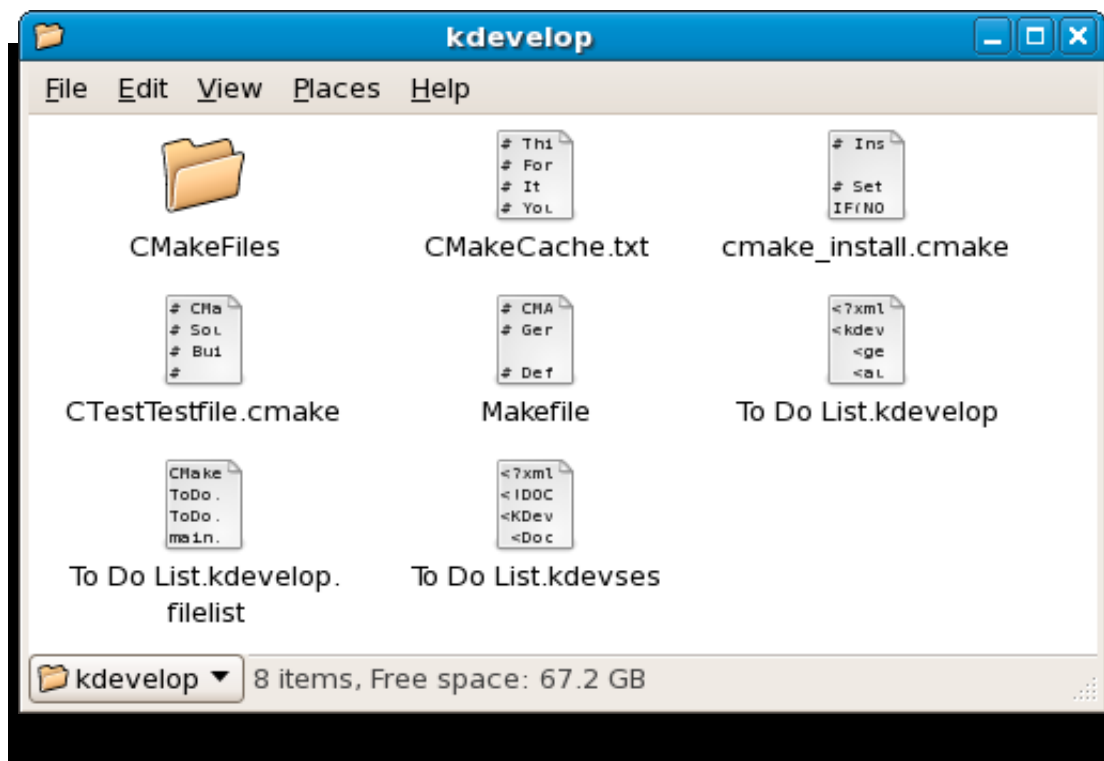 kdevelop
File Edit View Places Help
# Thi
# For
# It
# You
# Ins
# Set
IF(NO
CMakeFiles
CMakeCache.txt
cmake_install.cmake
# CMa
# Sou
# Bui
#
# CMA
# Ger
# Def
<?xml
<kdev
<ge
<au
CTestTestfile.cmake
Makefile
To Do List.kdevelop
CMake
ToDo.
ToDo.
main.
<?xml
<!DOC
<KDev
<Doc
To Do List.kdevelop.
filelist
To Do List.kdevses
kdevelop
8 items, Free space: 67.2 GB